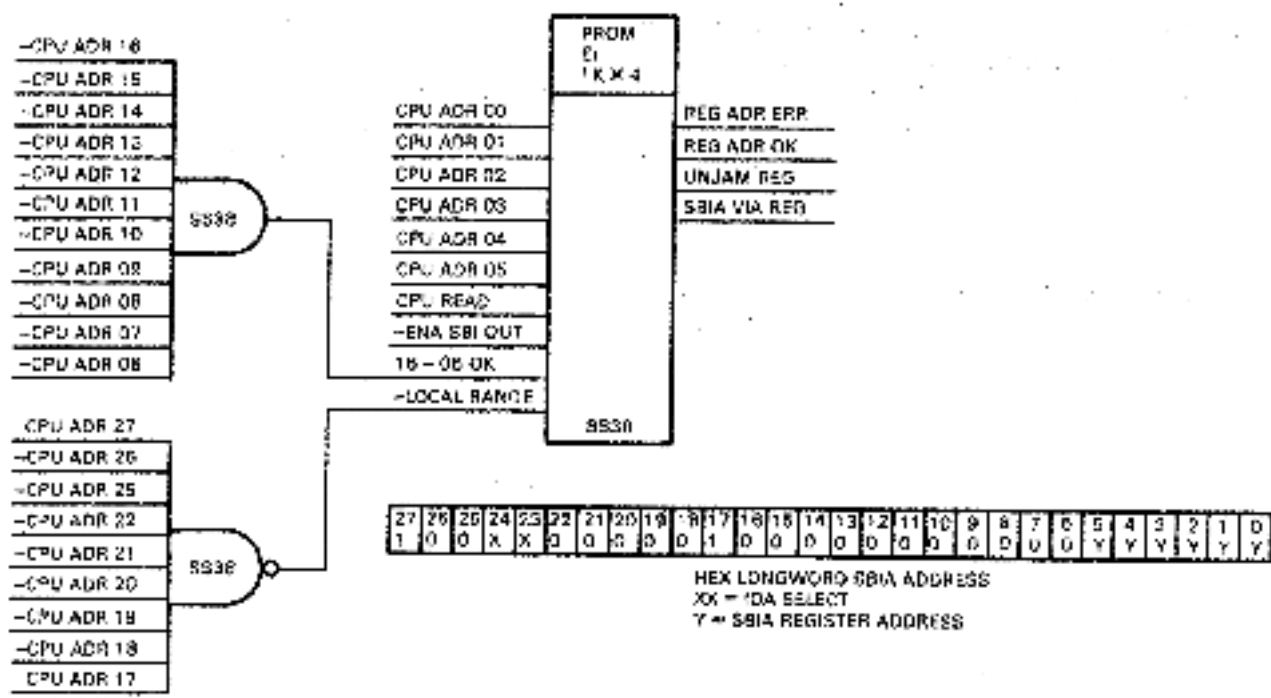 ~CPU ADR 16
~CPU ADR 15
~CPU ADR 14
~CPU ADR 13
~CPU ADR 12
~CPU ADR 11
~CPU ADR 10
~CPU ADR 09
~CPU ADR 08
~CPU ADR 07
~CPU ADR 06
SS38
CPU ADR 27
~CPU ADR 26
~CPU ADR 25
~CPU ADR 22
~CPU ADR 21
~CPU ADR 20
~CPU ADR 19
~CPU ADR 18
CPU ADR 17
SS38
PROM
1K X 4
CPU ADR 00
CPU ADR 01
CPU ADR 02
CPU ADR 03
CPU ADR 04
CPU ADR 05
CPU READ
~ENA SBI OUT
16 – 06 OK
~LOCAL RANGE
SS38
REG ADR ERR
REG ADR OK
UNJAM REG
SBIA VIA REG
27 26 25 24 23 22 21 20 19 18 17 16 15 14 13 12 11 10 9 8 7 6 5 4 3 2 1 0
1 0 0 X X 0 0 0 0 0 1 0 0 0 0 0 0 0 0 0 0 0 Y Y Y Y Y Y
HEX LONGWORD SBIA ADDRESS
XX = IOA SELECT
Y = SBIA REGISTER ADDRESS